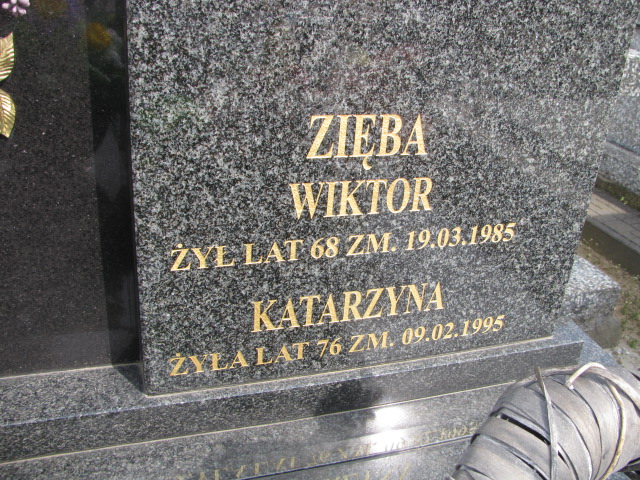 ZIĘBA
WIKTOR
ŻYŁ LAT 68 ZM. 19.03.1985
KATARZYNA
ŻYŁA LAT 76 ZM. 09.02.1995